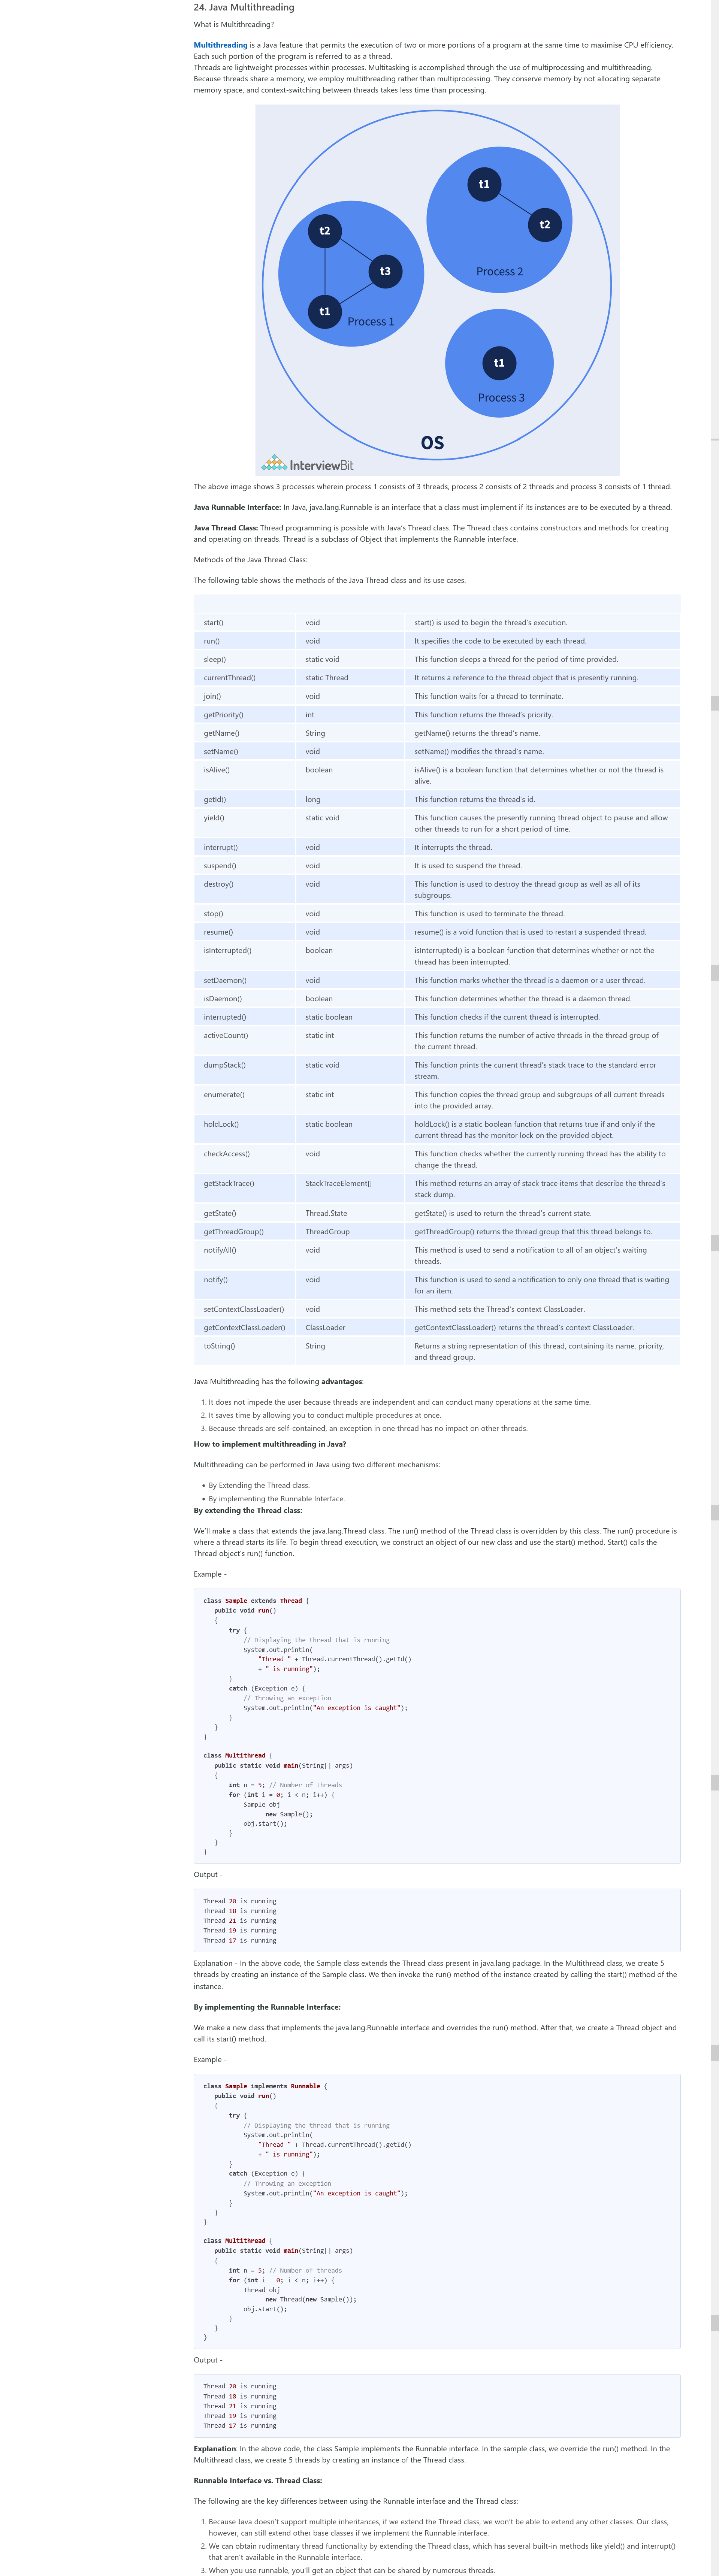 24. Java Multithreading
What is Multithreading?
Multithreading is a Java feature that permits the execution of two or more portions of a program at the same time to maximise CPU efficiency.
Each such portion of the program is referred to as a thread.
Threads are lightweight processes within processes. Multitasking is accomplished through the use of multiprocessing and multithreading.
Because threads share a memory, we employ multithreading rather than multiprocessing. They conserve memory by not allocating separate
memory space, and context-switching between threads takes less time than processing.
t1
t2
t2
t3
Process 2
t1
Process 1
t1
Process 3
OS
InterviewBit
The above image shows 3 processes wherein process 1 consists of 3 threads, process 2 consists of 2 threads and process 3 consists of 1 thread.
Java Runnable Interface: In Java, java.lang.Runnable is an interface that a class must implement if its instances are to be executed by a thread.
Java Thread Class: Thread programming is possible with Java's Thread class. The Thread class contains constructors and methods for creating
and operating on threads. Thread is a subclass of Object that implements the Runnable interface.
Methods of the Java Thread Class:
The following table shows the methods of the Java Thread class and its use cases.
start() void start() is used to begin the thread's execution.
run() void It specifies the code to be executed by each thread.
sleep() static void This function sleeps a thread for the period of time provided.
currentThread() static Thread It returns a reference to the thread object that is presently running.
join() void This function waits for a thread to terminate.
getPriority() int This function returns the thread's priority.
getName() String getName() returns the thread's name.
setName() void setName() modifies the thread's name.
isAlive() boolean isAlive() is a boolean function that determines whether or not the thread is
alive.
getId() long This function returns the thread's id.
yield() static void This function causes the presently running thread object to pause and allow
other threads to run for a short period of time.
interrupt() void It interrupts the thread.
suspend() void It is used to suspend the thread.
destroy() void This function is used to destroy the thread group as well as all of its
subgroups.
stop() void This function is used to terminate the thread.
resume() void resume() is a void function that is used to restart a suspended thread.
isInterrupted() boolean isInterrupted() is a boolean function that determines whether or not the
thread has been interrupted.
setDaemon() void This function marks whether the thread is a daemon or a user thread.
isDaemon() boolean This function determines whether the thread is a daemon thread.
interrupted() static boolean This function checks if the current thread is interrupted.
activeCount() static int This function returns the number of active threads in the thread group of
the current thread.
dumpStack() static void This function prints the current thread's stack trace to the standard error
stream.
enumerate() static int This function copies the thread group and subgroups of all current threads
into the provided array.
holdLock() static boolean holdLock() is a static boolean function that returns true if and only if the
current thread has the monitor lock on the provided object.
checkAccess() void This function checks whether the currently running thread has the ability to
change the thread.
getStackTrace() StackTraceElement[] This method returns an array of stack trace items that describe the thread's
stack dump.
getState() Thread.State getState() is used to return the thread's current state.
getThreadGroup() ThreadGroup getThreadGroup() returns the thread group that this thread belongs to.
notifyAll() void This method is used to send a notification to all of an object's waiting
threads.
notify() void This function is used to send a notification to only one thread that is waiting
for an item.
setContextClassLoader() void This method sets the Thread's context ClassLoader.
getContextClassLoader() ClassLoader getContextClassLoader() returns the thread's context ClassLoader.
toString() String Returns a string representation of this thread, containing its name, priority,
and thread group.
Java Multithreading has the following advantages:
1. It does not impede the user because threads are independent and can conduct many operations at the same time.
2. It saves time by allowing you to conduct multiple procedures at once.
3. Because threads are self-contained, an exception in one thread has no impact on other threads.
How to implement multithreading in Java?
Multithreading can be performed in Java using two different mechanisms:
• By Extending the Thread class.
• By implementing the Runnable Interface.
By extending the Thread class:
We'll make a class that extends the java.lang.Thread class. The run() method of the Thread class is overridden by this class. The run() procedure is
where a thread starts its life. To begin thread execution, we construct an object of our new class and use the start() method. Start() calls the
Thread object's run() function.
Example -
class Sample extends Thread {
public void run()
{
try {
// Displaying the thread that is running
System.out.println(
"Thread " + Thread.currentThread().getId()
+ " is running");
}
catch (Exception e) {
// Throwing an exception
System.out.println("An exception is caught");
}
}
}
class Multithread {
public static void main(String[] args)
{
int n = 5; // Number of threads
for (int i = 0; i < n; i++) {
Sample obj
= new Sample();
obj.start();
}
}
}
Output -
Thread 20 is running
Thread 18 is running
Thread 21 is running
Thread 19 is running
Thread 17 is running
Explanation - In the above code, the Sample class extends the Thread class present in java.lang package. In the Multithread class, we create 5
threads by creating an instance of the Sample class. We then invoke the run() method of the instance created by calling the start() method of the
instance.
By implementing the Runnable Interface:
We make a new class that implements the java.lang.Runnable interface and overrides the run() method. After that, we create a Thread object and
call its start() method.
Example -
class Sample implements Runnable {
public void run()
{
try {
// Displaying the thread that is running
System.out.println(
"Thread " + Thread.currentThread().getId()
+ " is running");
}
catch (Exception e) {
// Throwing an exception
System.out.println("An exception is caught");
}
}
}
class Multithread {
public static void main(String[] args)
{
int n = 5; // Number of threads
for (int i = 0; i < n; i++) {
Thread obj
= new Thread(new Sample());
obj.start();
}
}
}
Output -
Thread 20 is running
Thread 18 is running
Thread 21 is running
Thread 19 is running
Thread 17 is running
Explanation: In the above code, the class Sample implements the Runnable interface. In the sample class, we override the run() method. In the
Multithread class, we create 5 threads by creating an instance of the Thread class.
Runnable Interface vs. Thread Class:
The following are the key differences between using the Runnable interface and the Thread class:
1. Because Java doesn't support multiple inheritances, if we extend the Thread class, we won't be able to extend any other classes. Our class,
however, can still extend other base classes if we implement the Runnable interface.
2. We can obtain rudimentary thread functionality by extending the Thread class, which has several built-in methods like yield() and interrupt()
that aren't available in the Runnable interface.
3. When you use runnable, you'll get an object that can be shared by numerous threads.